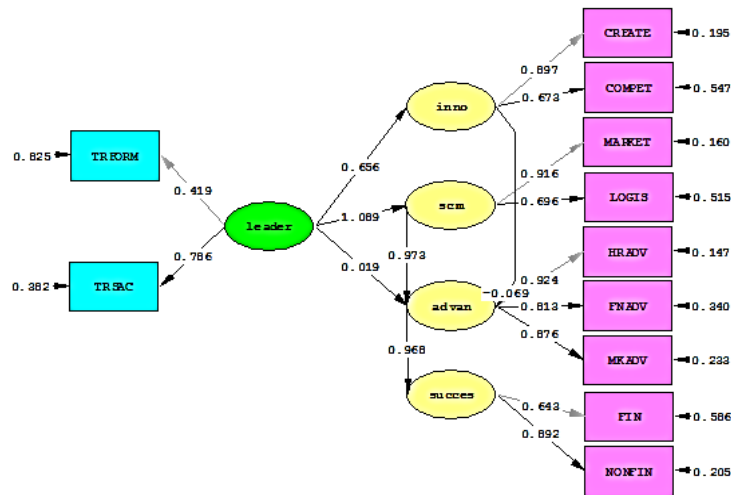 CREATE
0.195
0.897
COMPET
0.547
0.673
inno
MARKET
0.160
TRFORM
0.825
0.656
0.916
LOGIS
0.515
0.696
scm
0.419
1.089
leader
HRADV
0.147
0.973
0.924
0.786
0.019
TRSAC
0.382
-0.069
advan
0.813
FNADV
0.340
0.876
0.968
MKADV
0.233
succes
0.643
FIN
0.586
0.892
NONFIN
0.205